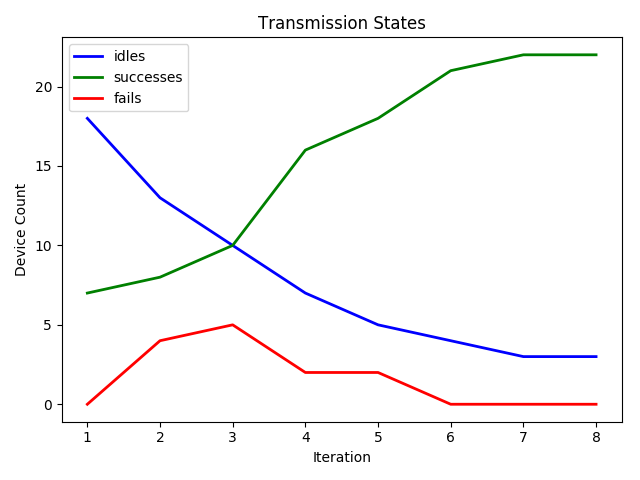 Transmission States
idles
successes
fails
Device Count
20
15
10
5
0
1 2 3 4 5 6 7 8
Iteration